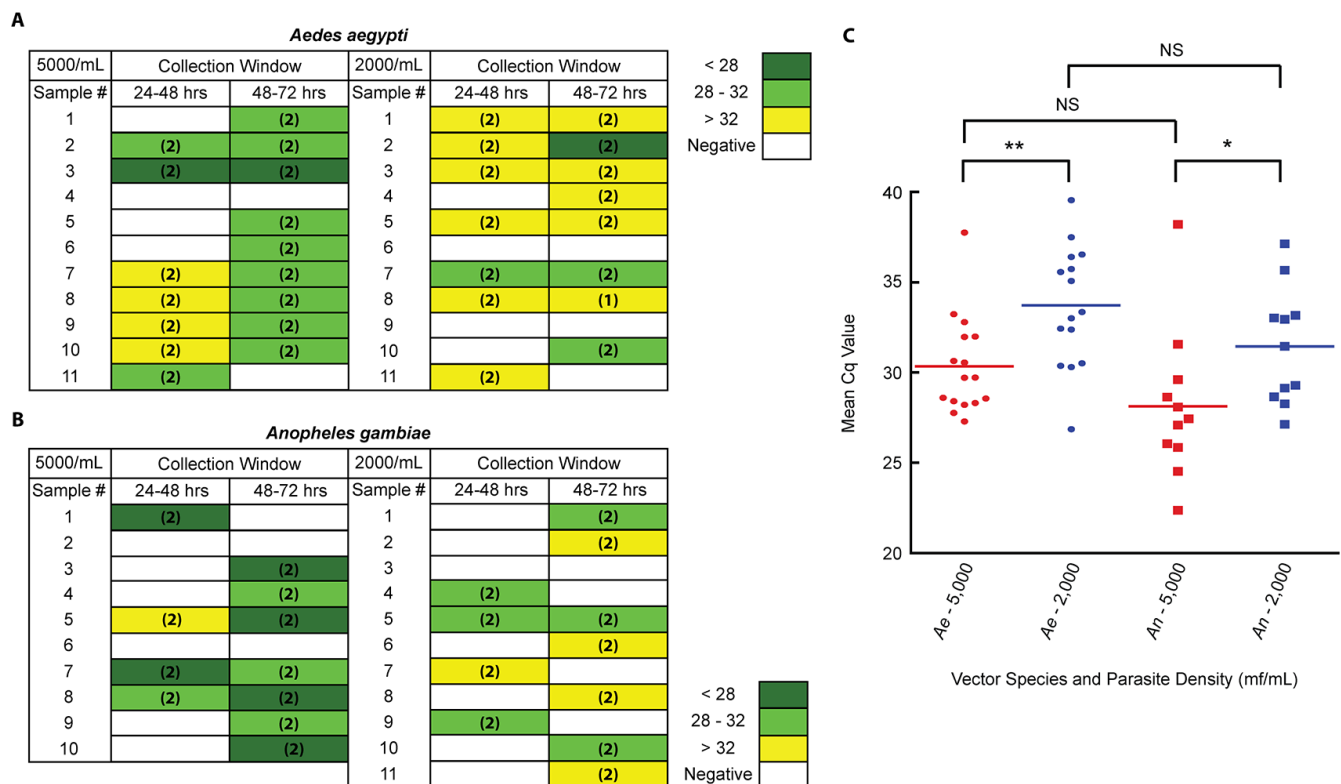 A
Aedes aegypti
5000/mL Collection Window 2000/mL Collection Window
Sample # 24-48 hrs 48-72 hrs Sample # 24-48 hrs 48-72 hrs
1 (2) 1 (2) (2)
2 (2) (2) 2 (2) (2)
3 (2) (2) 3 (2) (2)
4 4 (2)
5 (2) 5 (2) (2)
6 (2) 6
7 (2) (2) 7 (2) (2)
8 (2) (2) 8 (2) (1)
9 (2) (2) 9
10 (2) (2) 10 (2)
11 (2) 11 (2)
< 28
28 - 32
> 32
Negative
B
Anopheles gambiae
5000/mL Collection Window 2000/mL Collection Window
Sample # 24-48 hrs 48-72 hrs Sample # 24-48 hrs 48-72 hrs
1 (2) 1 (2)
2 2 (2)
3 (2) 3
4 (2) 4 (2)
5 (2) (2) 5 (2) (2)
6 6 (2)
7 (2) (2) 7 (2)
8 (2) (2) 8 (2)
9 (2) 9 (2)
10 (2) 10 (2)
11 (2)
< 28
28 - 32
> 32
Negative
C
NS
NS
** *
Mean Cq Value
40
35
30
25
20
Ae - 5,000
Ae - 2,000
An - 5,000
An - 2,000
Vector Species and Parasite Density (mf/mL)